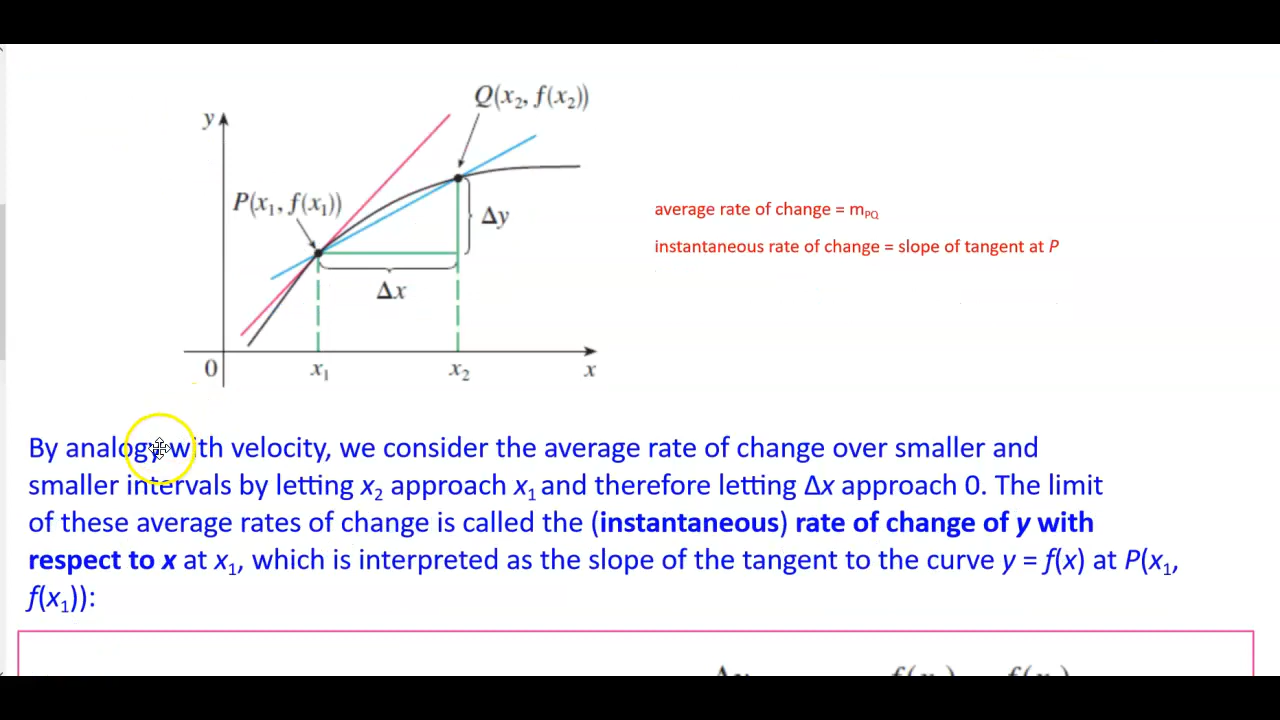 Q(x₂, f(x₂))
y
P(x₁, f(x₁))
Δy
Δx
0
x₁
x₂
x
average rate of change = mPQ
instantaneous rate of change = slope of tangent at P
By analogy with velocity, we consider the average rate of change over smaller and
smaller intervals by letting x₂ approach x₁ and therefore letting Δx approach 0. The limit
of these average rates of change is called the (instantaneous) rate of change of y with
respect to x at x₁, which is interpreted as the slope of the tangent to the curve y = f(x) at P(x₁,
f(x₁)):